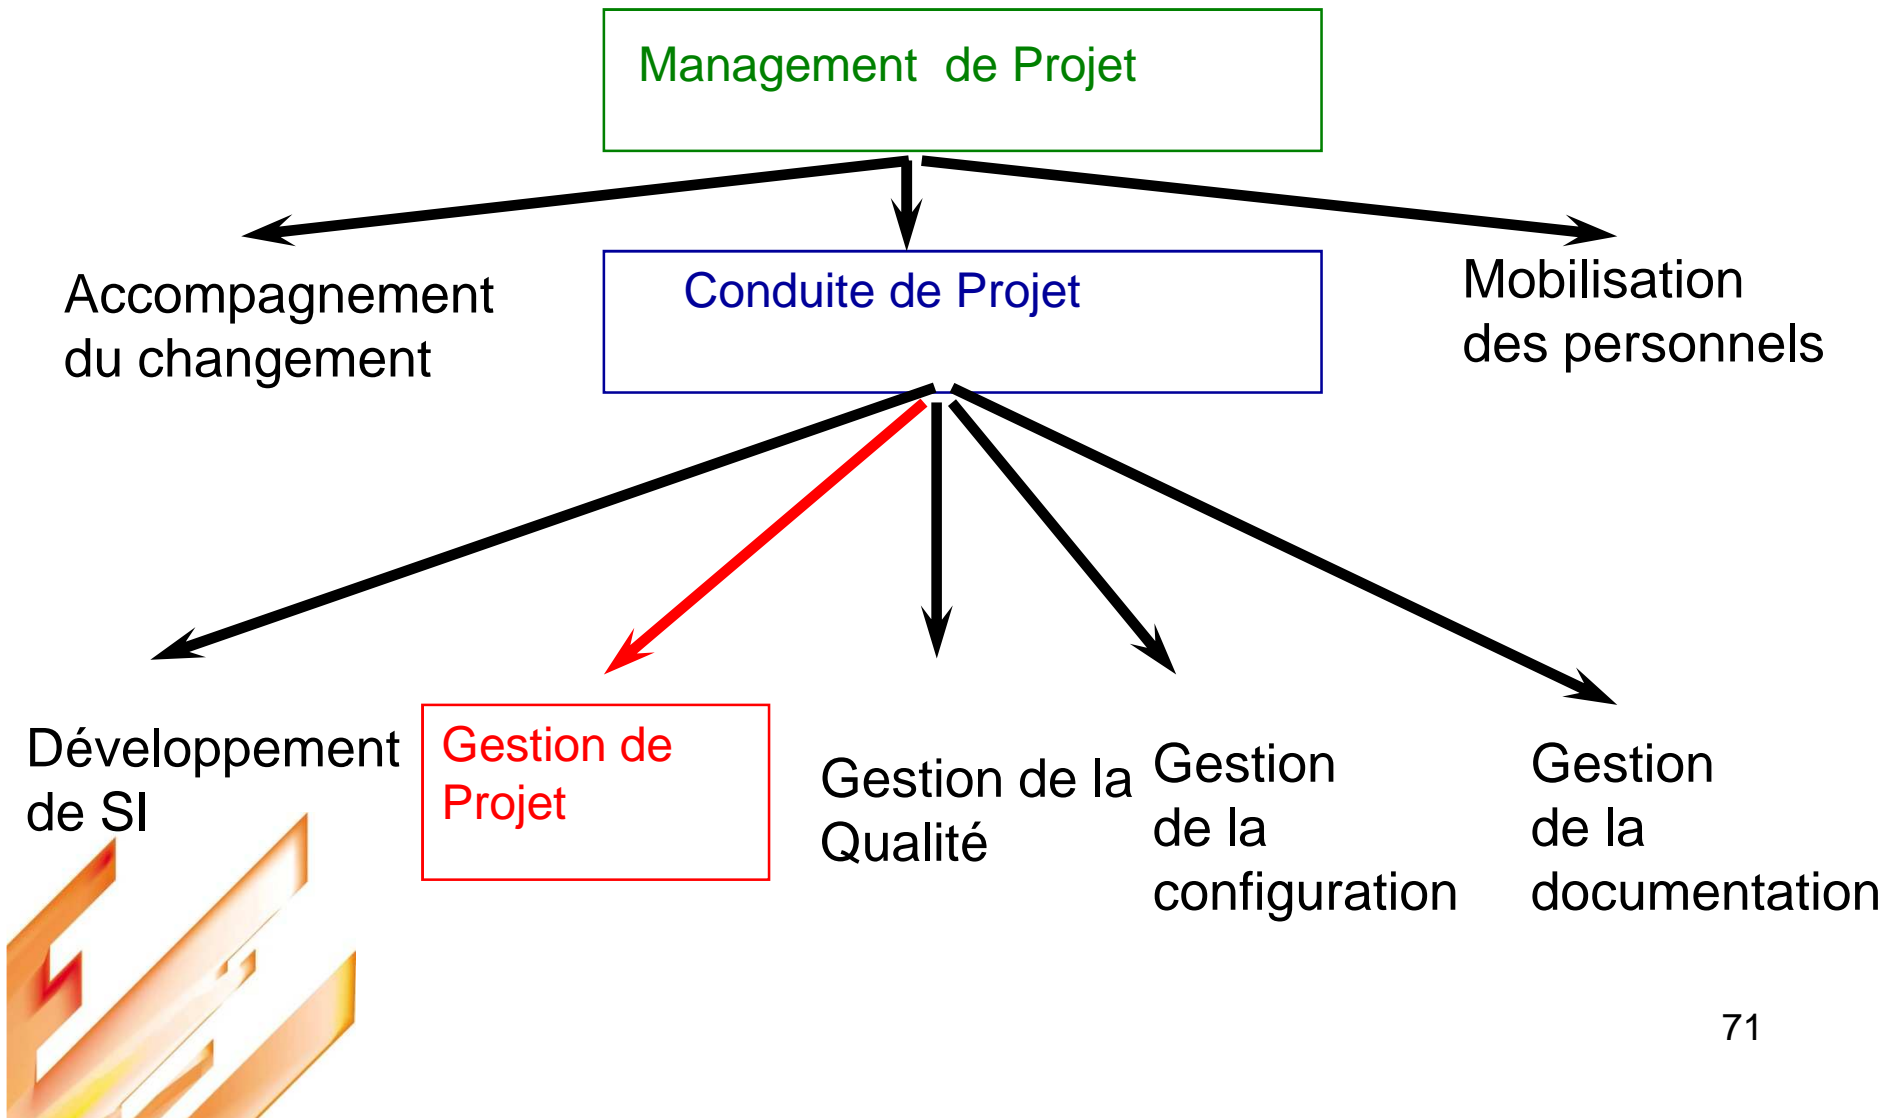 Management de Projet
Accompagnement
du changement
Conduite de Projet
Mobilisation
des personnels
Développement
de SI
Gestion de
Projet
Gestion de la
Qualité
Gestion
de la
configuration
Gestion
de la
documentation
71